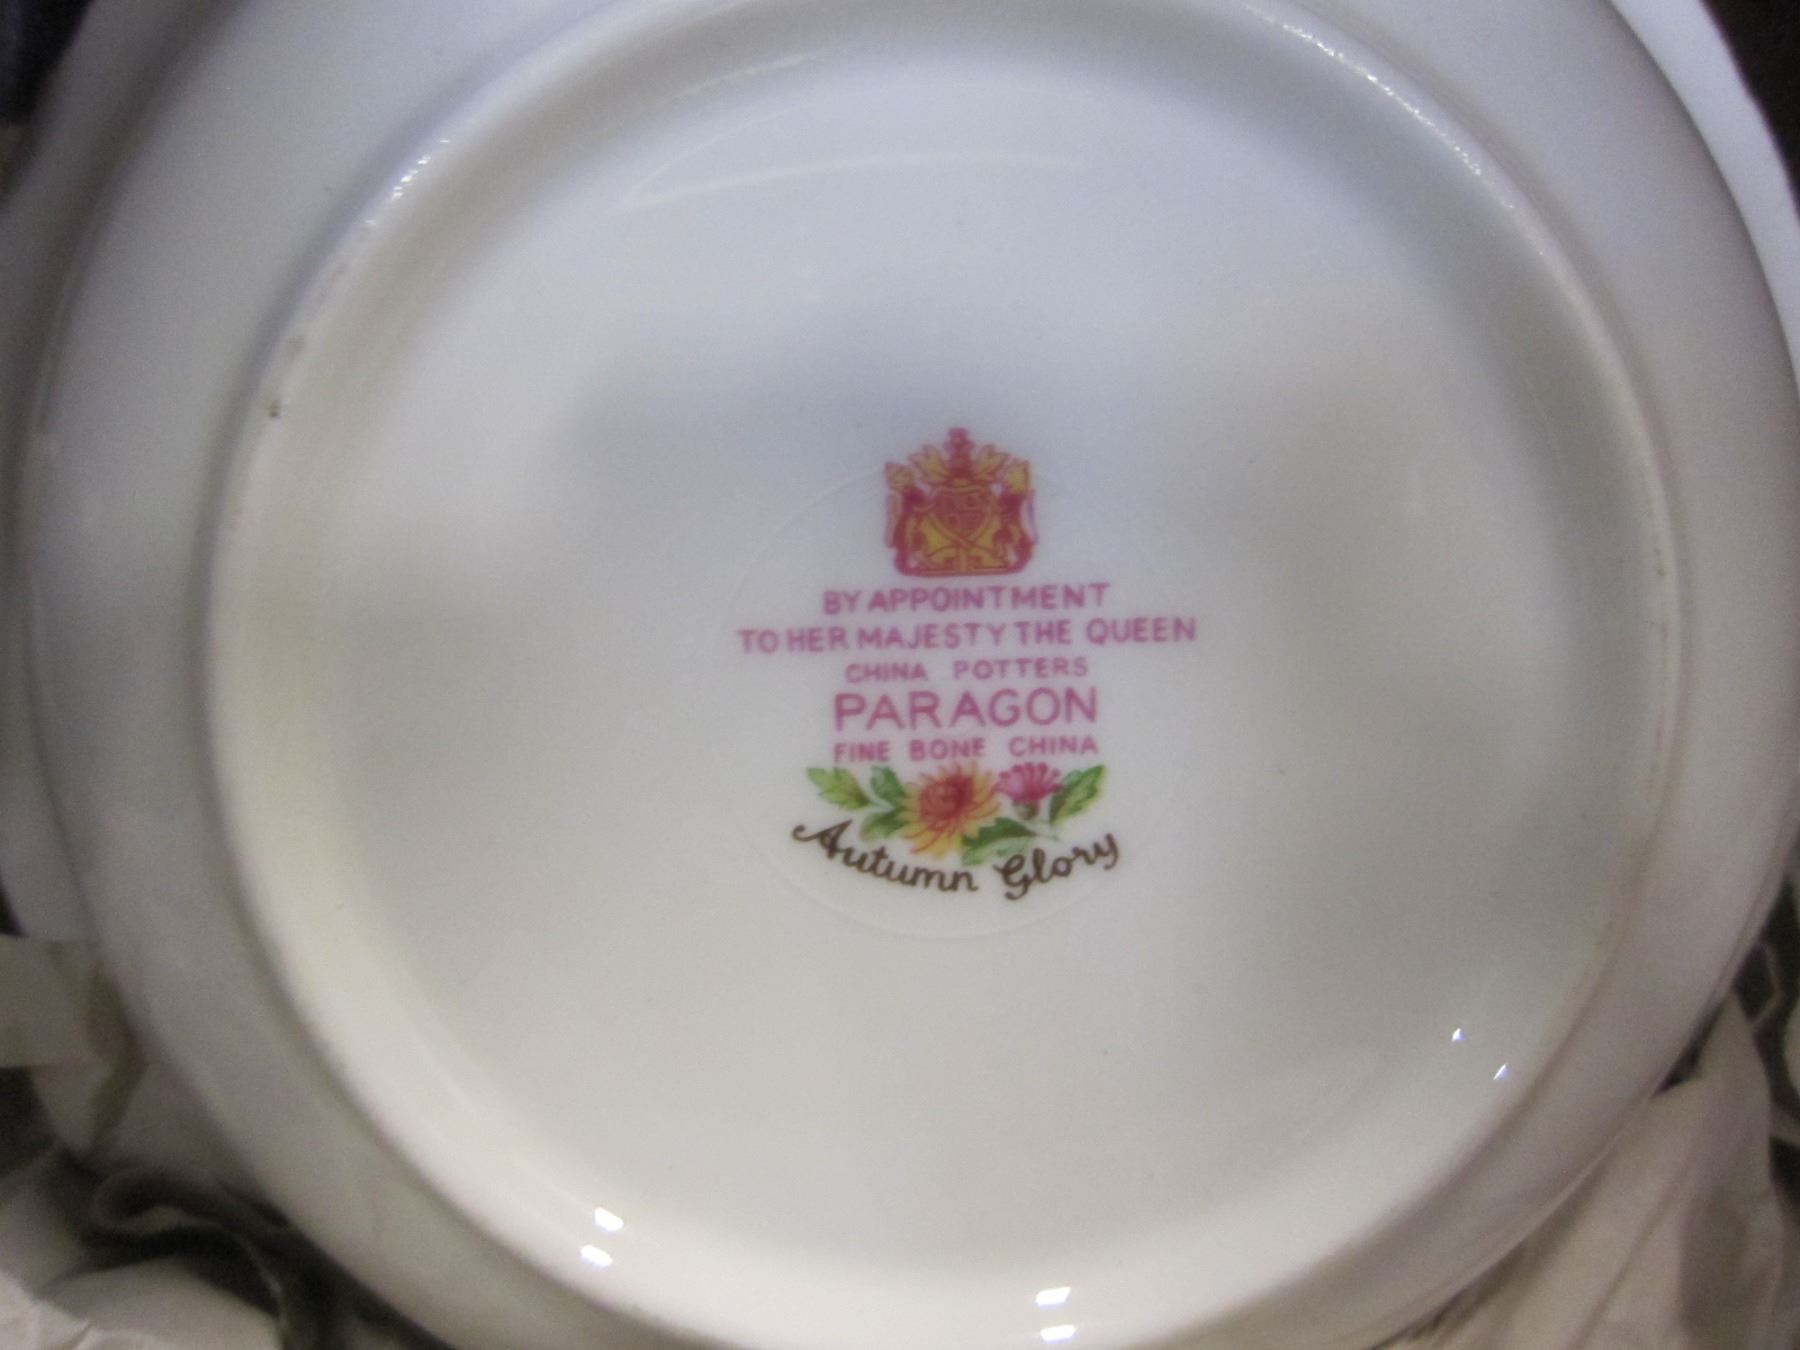 BY APPOINTMENT
TO HER MAJESTY THE QUEEN
CHINA POTTERS
PARAGON
FINE BONE CHINA
Autumn Glory